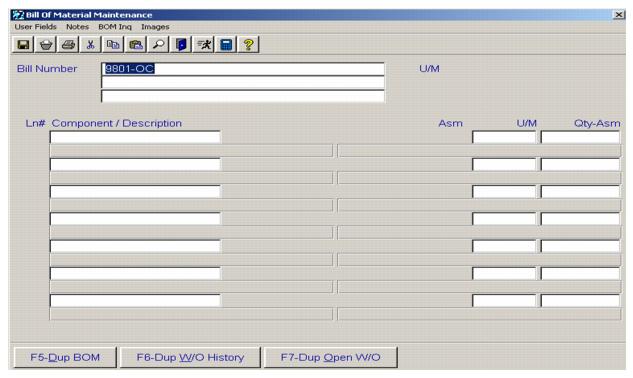 Bill Of Material Maintenance
User Fields Notes BOM Inq Images
Bill Number 9801-OC U/M
Ln# Component / Description Asm U/M Qty-Asm
F5-Dup BOM F6-Dup W/O History F7-Dup Open W/O